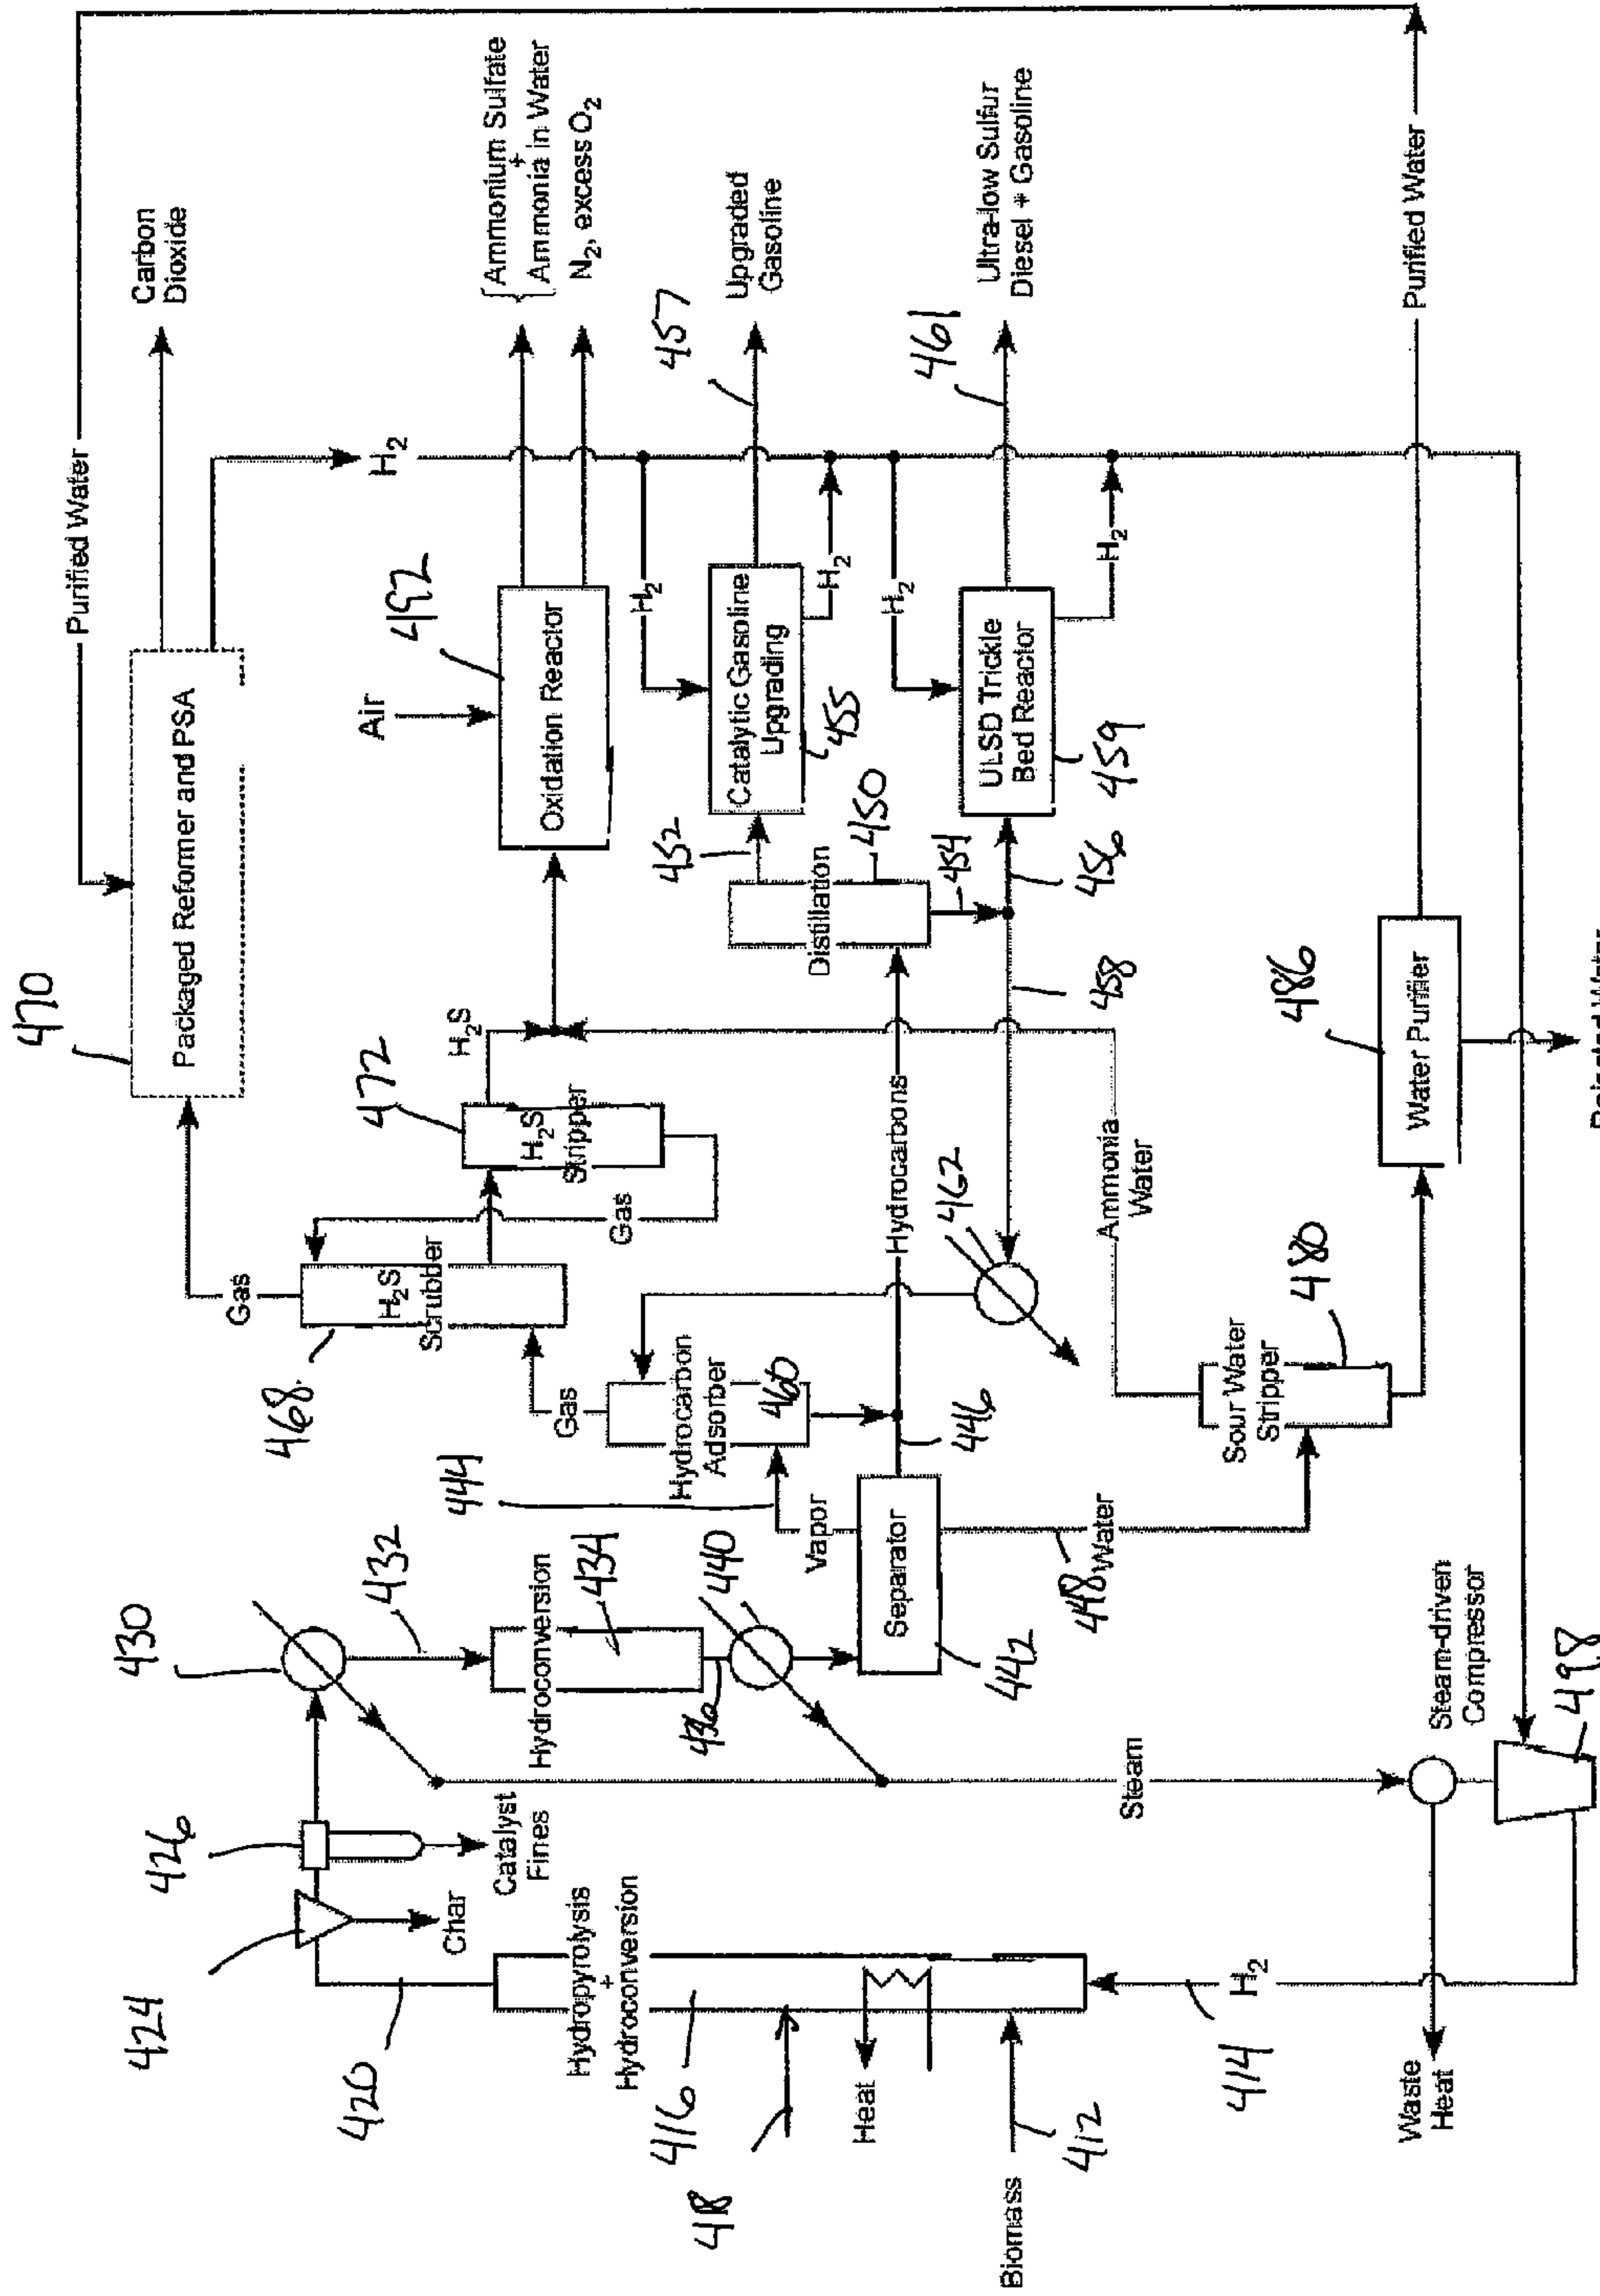 Purified Water
470
Packaged Reformer and PSA
Carbon
Dioxide
H2
Gas
468
H2S
Scrubber
472
H2S
Stripper
H2S
Gas
Air
492
Oxidation Reactor
Ammonium Sulfate
+
Ammonia in Water
N2, excess O2
430
432
Hydroconversion
434
436
440
444
Vapor
Gas
Hydrocarbon
Adsorber
460
Separator
442
446
Hydrocarbons
462
448
Water
Distillation
450
452
454
456
458
Catalytic Gasoline
Upgrading
455
H2
H2
457
Upgraded
Gasoline
ULSD Trickle
Bed Reactor
459
H2
H2
461
Ultra-low Sulfur
Diesel + Gasoline
Ammonia
Water
Sour Water
Stripper
480
486
Water Purifier
Purified Water
424
426
Char
Catalyst
Fines
420
Hydropyrolysis
+
Hydroconversion
416
418
Heat
Biomass
412
414
H2
Steam
Waste
Heat
Steam-driven
Compressor
498